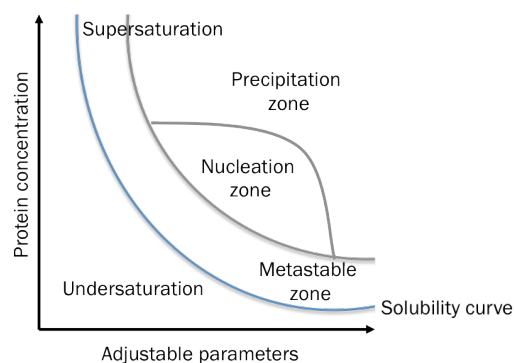 Supersaturation
Precipitation
zone
Protein concentration
Nucleation
zone
Metastable
zone
Undersaturation
Solubility curve
Adjustable parameters